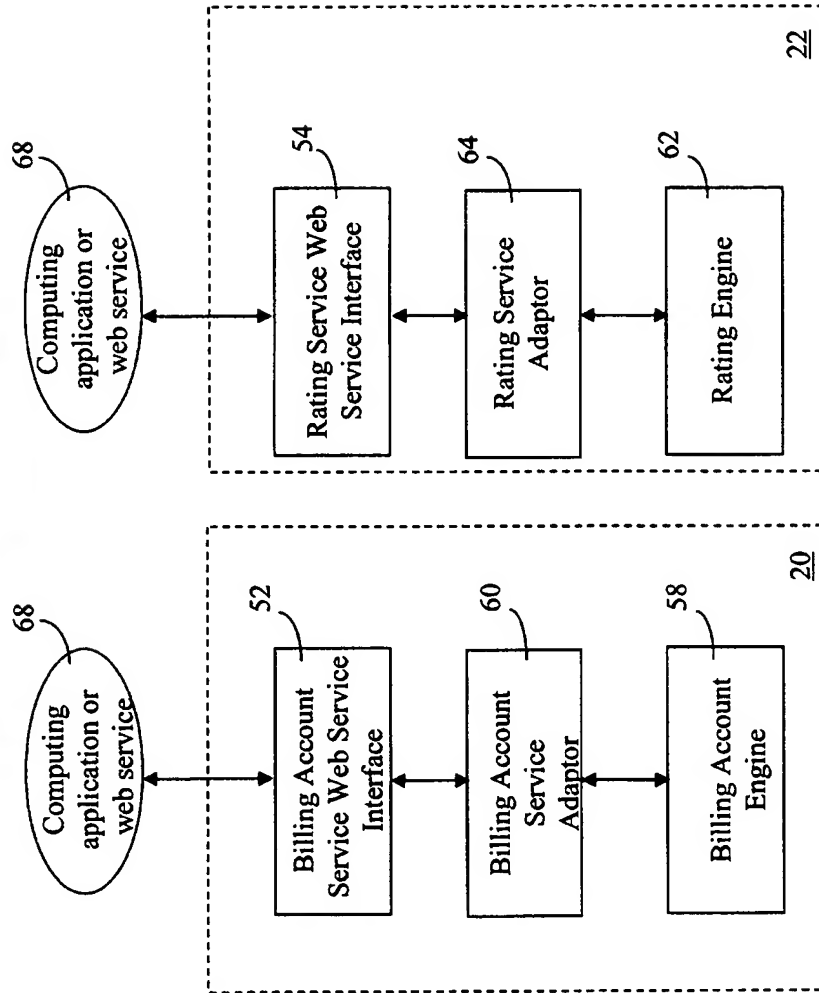 68
Computing
application or
web service
52
Billing Account
Service Web Service
Interface
60
Billing Account
Service
Adaptor
58
Billing Account
Engine
20
68
Computing
application or
web service
54
Rating Service Web
Service Interface
64
Rating Service
Adaptor
62
Rating Engine
22